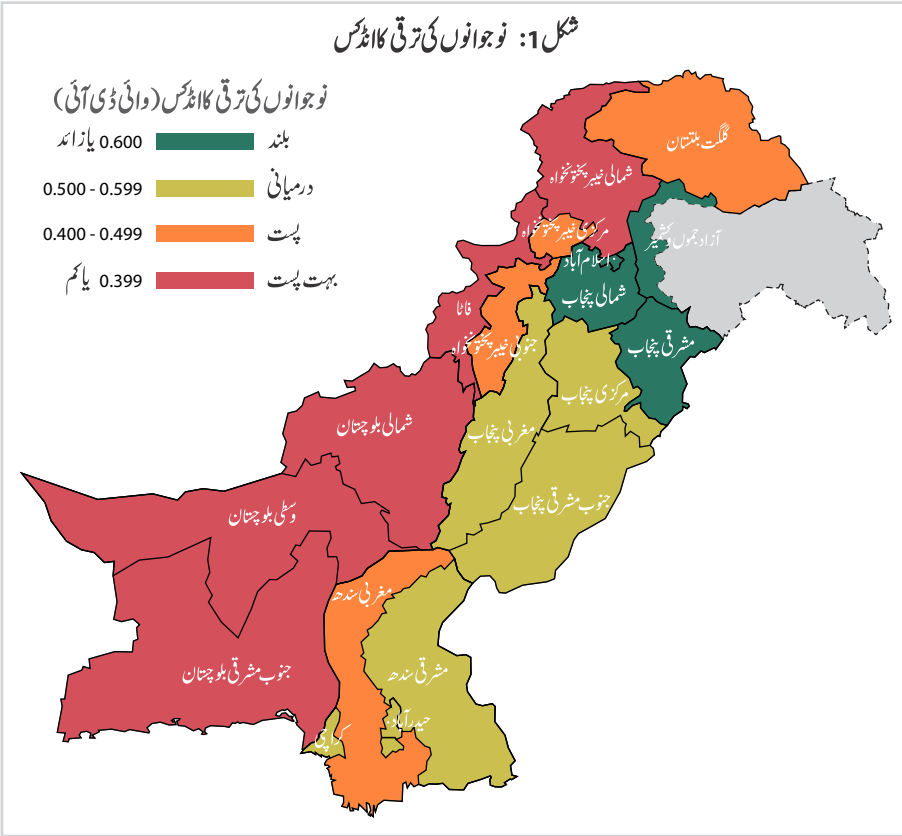 شکل 1: نوجوانوں کی ترقی کا انڈکس
نوجوانوں کی ترقی کا انڈکس (وائی ڈی آئی)
بلند 0.600 یا زائد
درمیانی 0.500 - 0.599
پست 0.400 - 0.499
بہت پست 0.399 یا کم
گلگت بلتستان
شمالی خیبر پختونخواہ
مرکزی خیبر پختونخواہ
آزاد جموں و کشمیر
اسلام آباد
شمالی پنجاب
فاٹا
جنوبی خیبر پختونخواہ
مشرقی پنجاب
مرکزی پنجاب
شمالی بلوچستان
مغربی پنجاب
جنوب مشرقی پنجاب
وسطی بلوچستان
مغربی سندھ
جنوب مشرقی بلوچستان
مشرقی سندھ
حیدرآباد
کراچی